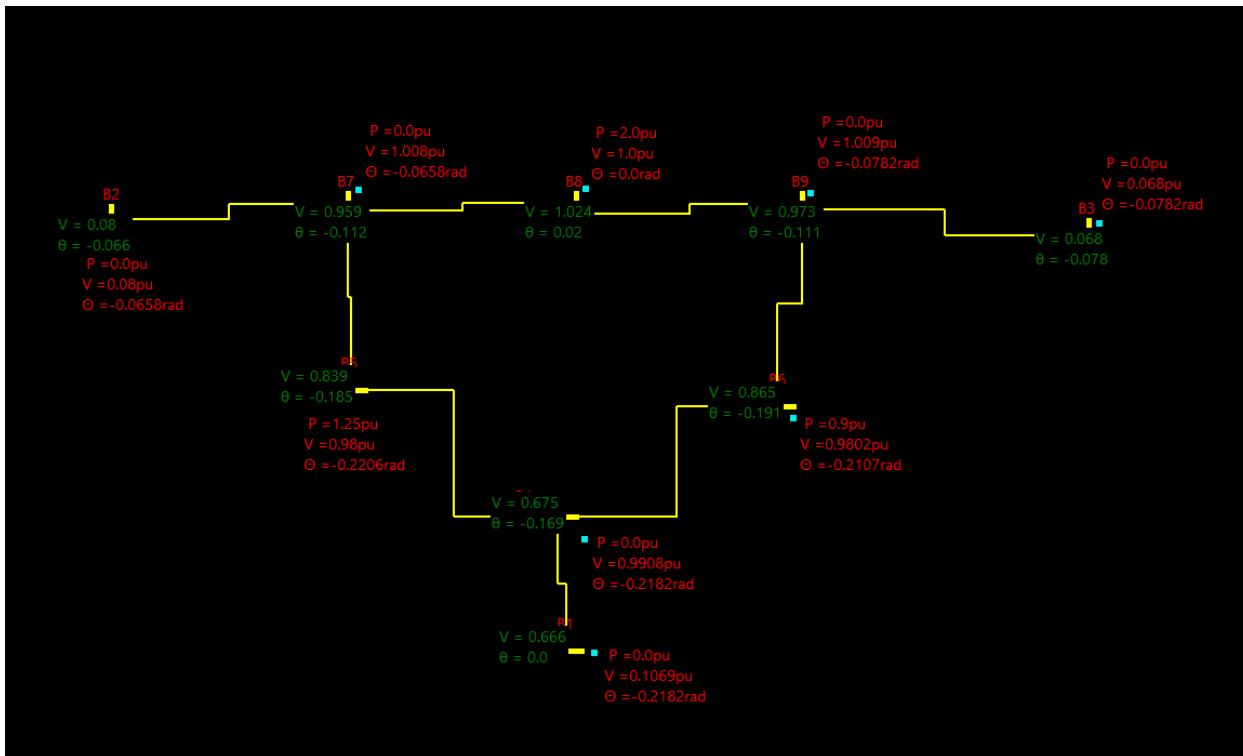 P =0.0pu
V =1.008pu
Θ =-0.0658rad
B7
V = 0.959
θ = -0.112
P =2.0pu
V =1.0pu
Θ =0.0rad
B8
V = 1.024
θ = 0.02
P =0.0pu
V =1.009pu
Θ =-0.0782rad
B9
V = 0.973
θ = -0.111
P =0.0pu
V =0.068pu
Θ =-0.0782rad
B3
V = 0.068
θ = -0.078
B2
V = 0.08
θ = -0.066
P =0.0pu
V =0.08pu
Θ =-0.0658rad
B5
V = 0.839
θ = -0.185
P =1.25pu
V =0.98pu
Θ =-0.2206rad
B6
V = 0.865
θ = -0.191
P =0.9pu
V =0.9802pu
Θ =-0.2107rad
V = 0.675
θ = -0.169
P =0.0pu
V =0.9908pu
Θ =-0.2182rad
B1
V = 0.666
θ = 0.0
P =0.0pu
V =0.1069pu
Θ =-0.2182rad